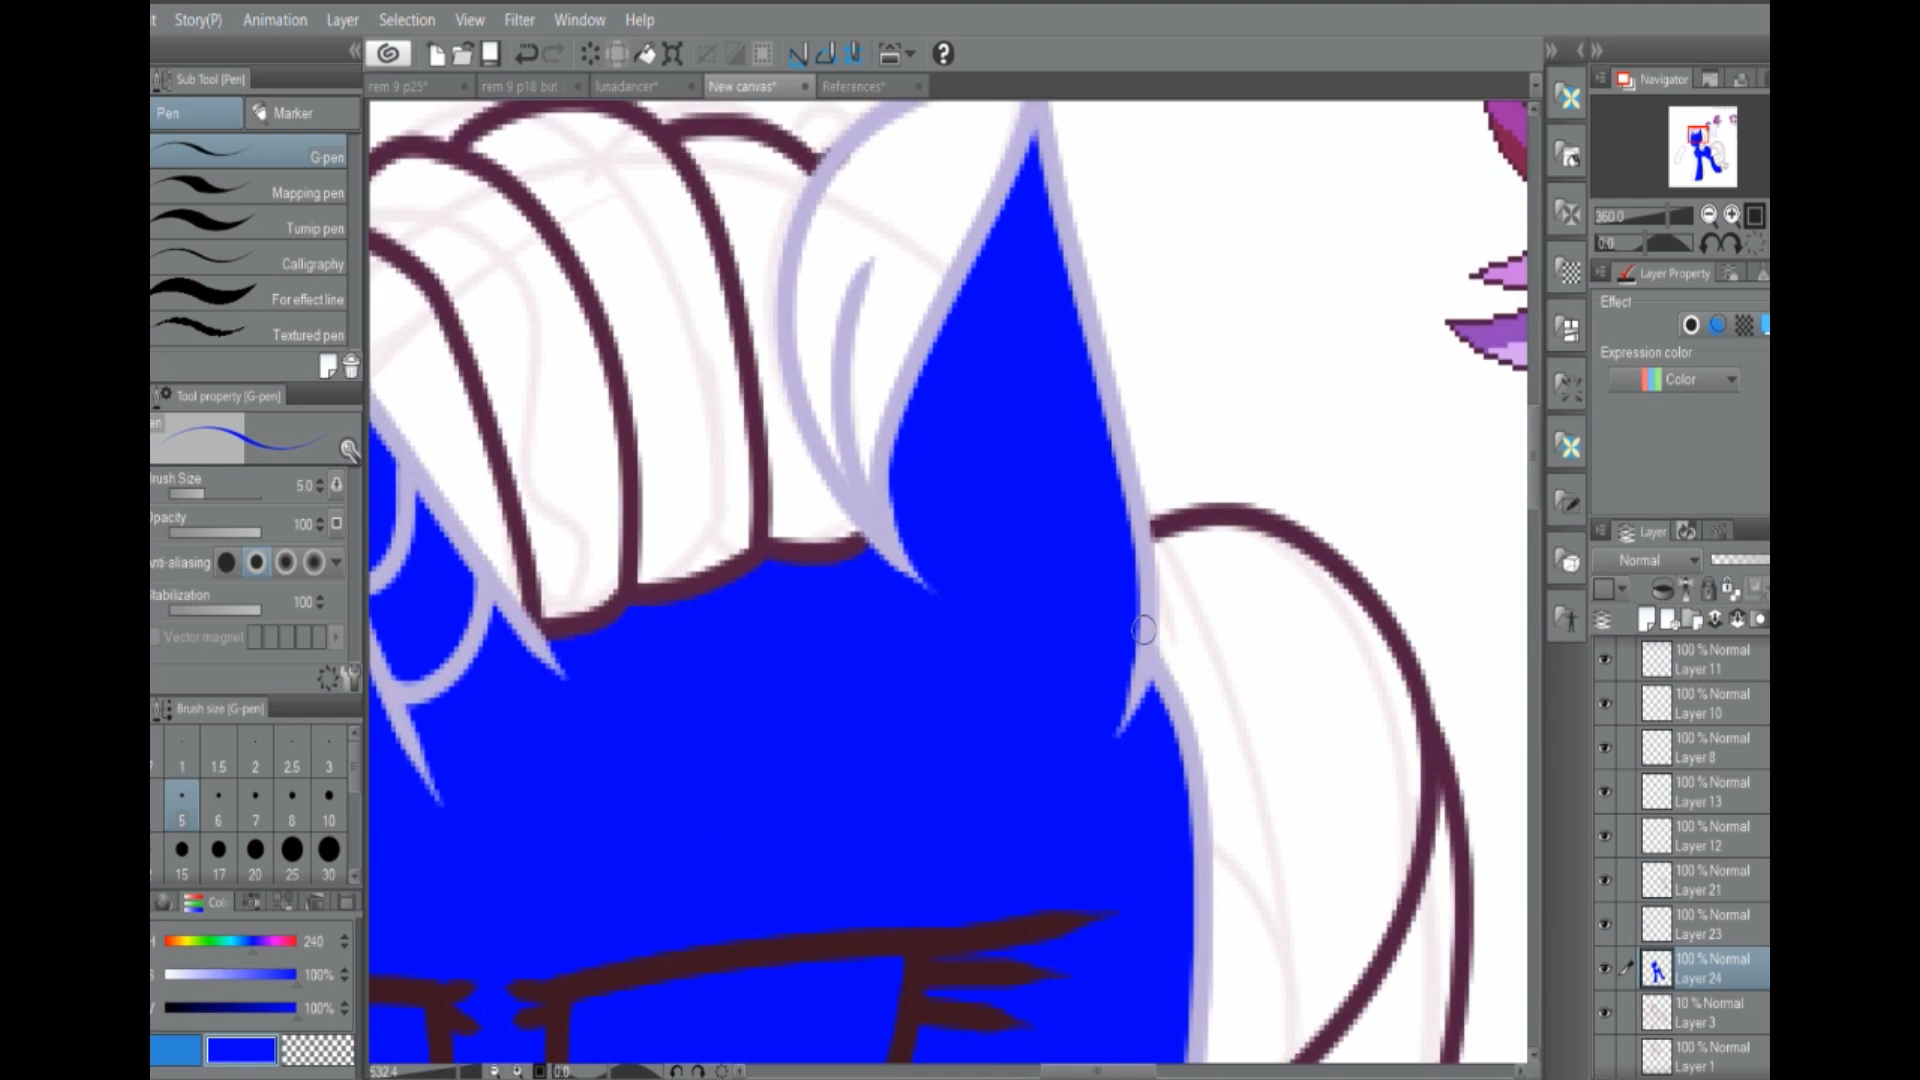 t Story(P) Animation Layer Selection View Filter Window Help
Sub Tool [Pen]
Pen Marker
G-pen
Mapping pen
Turnip pen
Calligraphy
For effect line
Textured pen
Tool property [G-pen]
en
rush Size 5.0
pacity 100
nti-aliasing
tabilization 100
Vector magnet
Brush size [G-pen]
1 1.5 2 2.5 3
5 6 7 8 10
15 17 20 25 30
Col
H 240
S 100%
V 100%
rem 9 p25* rem 9 p18 but lunadancer* New canvas* References*
532.4 0.0
Navigator
360.0
0.0
Layer Property
Effect
Expression color
Color
Layer
Normal
100 % Normal
Layer 11
100 % Normal
Layer 10
100 % Normal
Layer 8
100 % Normal
Layer 13
100 % Normal
Layer 12
100 % Normal
Layer 21
100 % Normal
Layer 23
100 % Normal
Layer 24
10 % Normal
Layer 3
100 % Normal
Layer 1